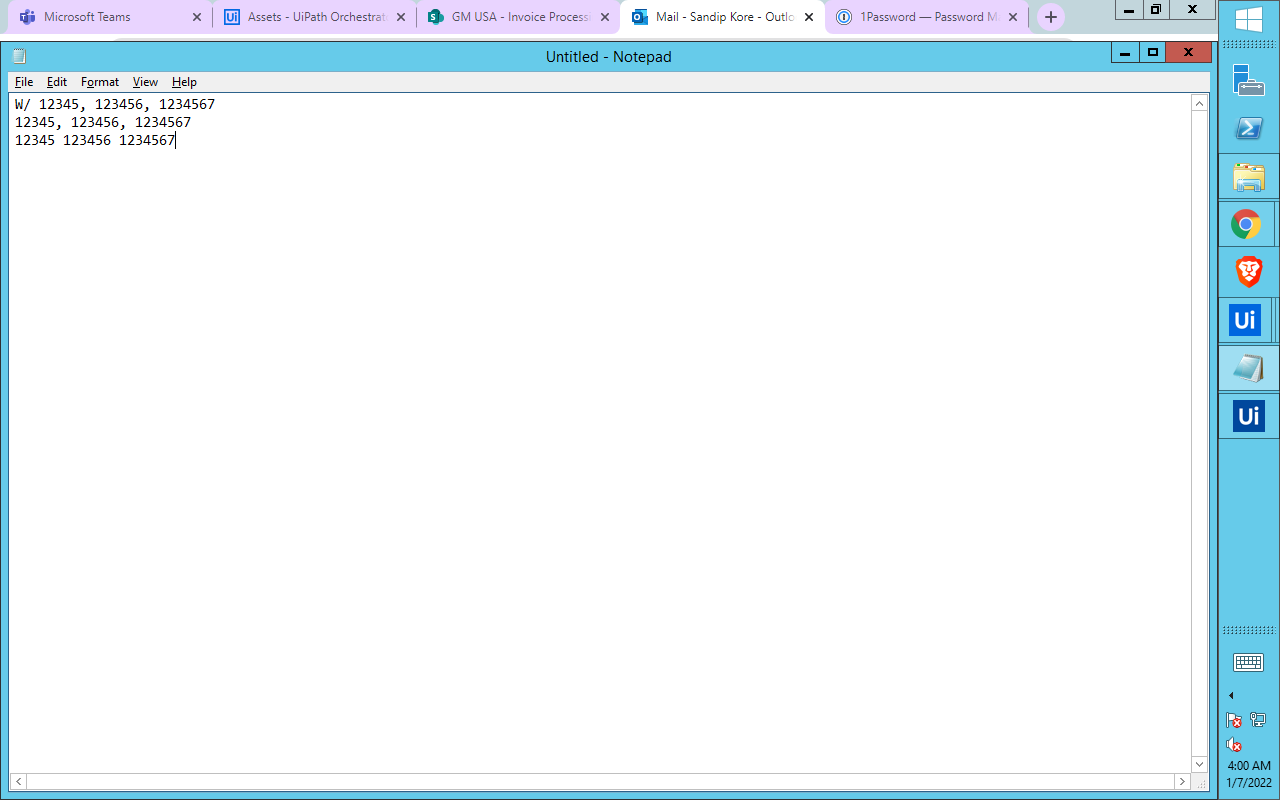 Microsoft Teams
Assets - UiPath Orchestrat
GM USA - Invoice Processi
Mail - Sandip Kore - Outlo
1Password — Password M
Untitled - Notepad
File Edit Format View Help
W/ 12345, 123456, 1234567
12345, 123456, 1234567
12345 123456 1234567
Ui
Ui
4:00 AM
1/7/2022